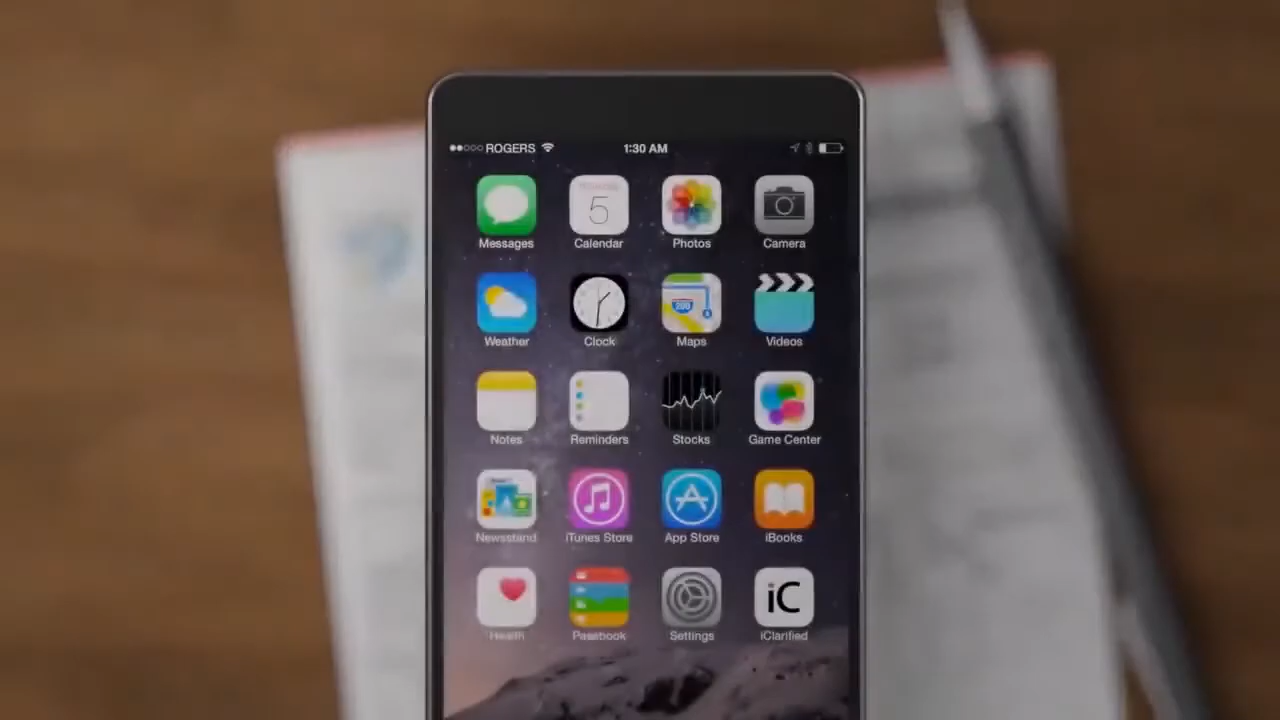 ROGERS 1:30 AM
5
Messages Calendar Photos Camera
280
Weather Clock Maps Videos
Notes Reminders Stocks Game Center
Newsstand iTunes Store App Store iBooks
iC
Health Passbook Settings iClarified